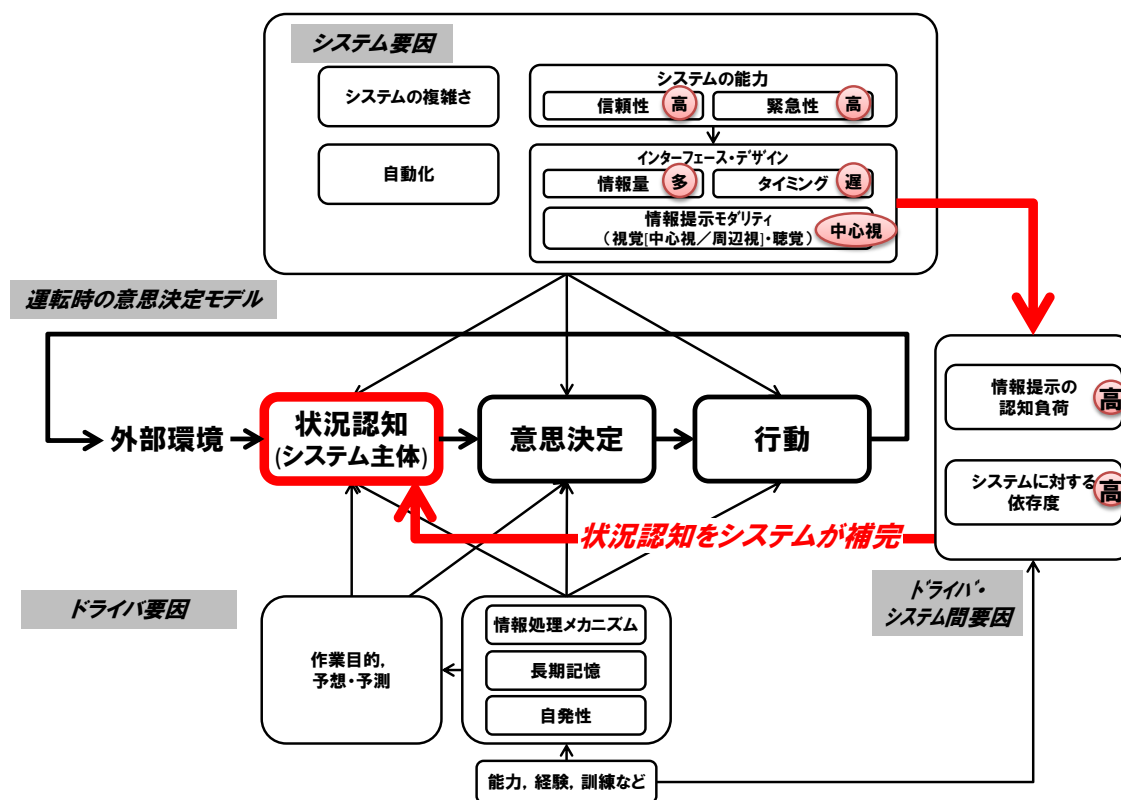 システム要因
システムの複雑さ
自動化
システムの能力
信頼性 高
緊急性 高
インターフェース・デザイン
情報量 多
タイミング 遅
情報提示モダリティ
(視覚[中心視／周辺視]・聴覚)
中心視
運転時の意思決定モデル
外部環境
状況認知
(システム主体)
意思決定
行動
情報提示の
認知負荷
高
システムに対する
依存度
高
状況認知をシステムが補完
ドライバ・
システム間要因
ドライバ要因
作業目的,
予想・予測
情報処理メカニズム
長期記憶
自発性
能力, 経験, 訓練など